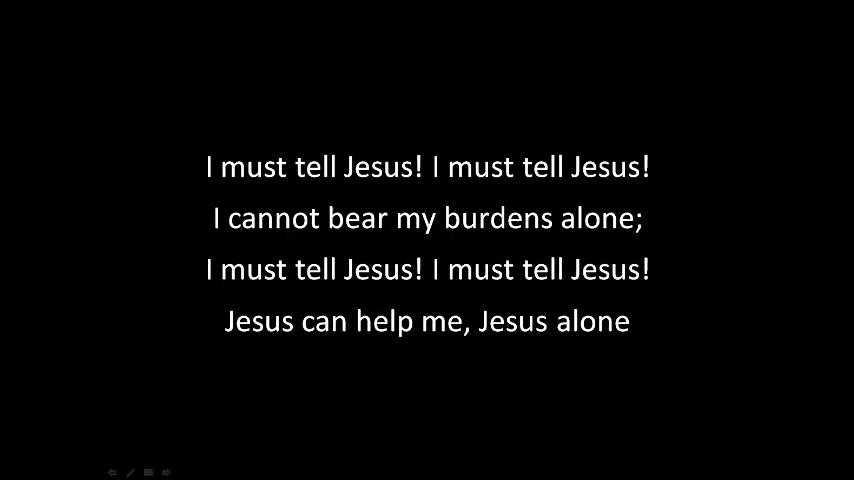 I must tell Jesus! I must tell Jesus!
I cannot bear my burdens alone;
I must tell Jesus! I must tell Jesus!
Jesus can help me, Jesus alone